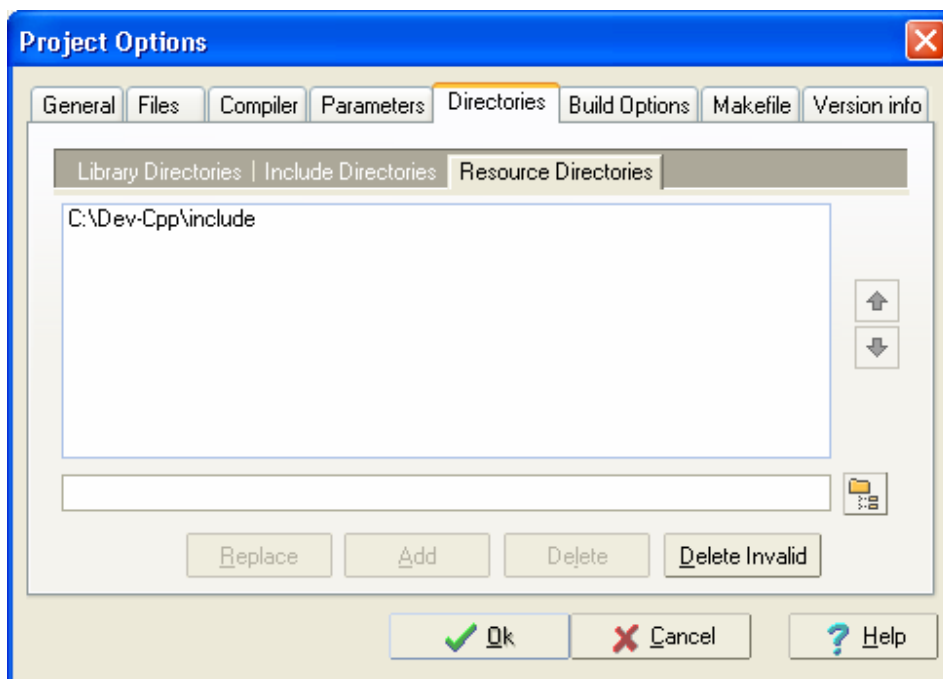 Project Options
General Files Compiler Parameters Directories Build Options Makefile Version info
Library Directories | Include Directories Resource Directories
C:\Dev-Cpp\include
Replace Add Delete Delete Invalid
Ok Cancel ? Help